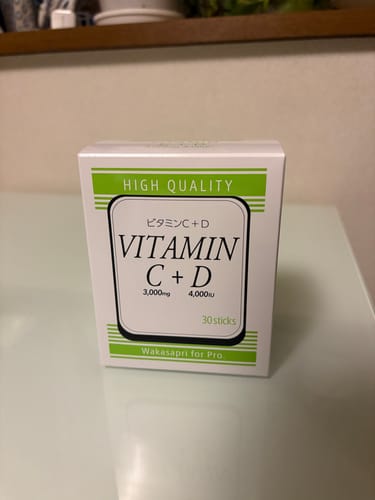 HIGH QUALITY
ビタミンC+D
VITAMIN
C + D
3,000mg 4,000IU
30sticks
Wakasapri for Pro.